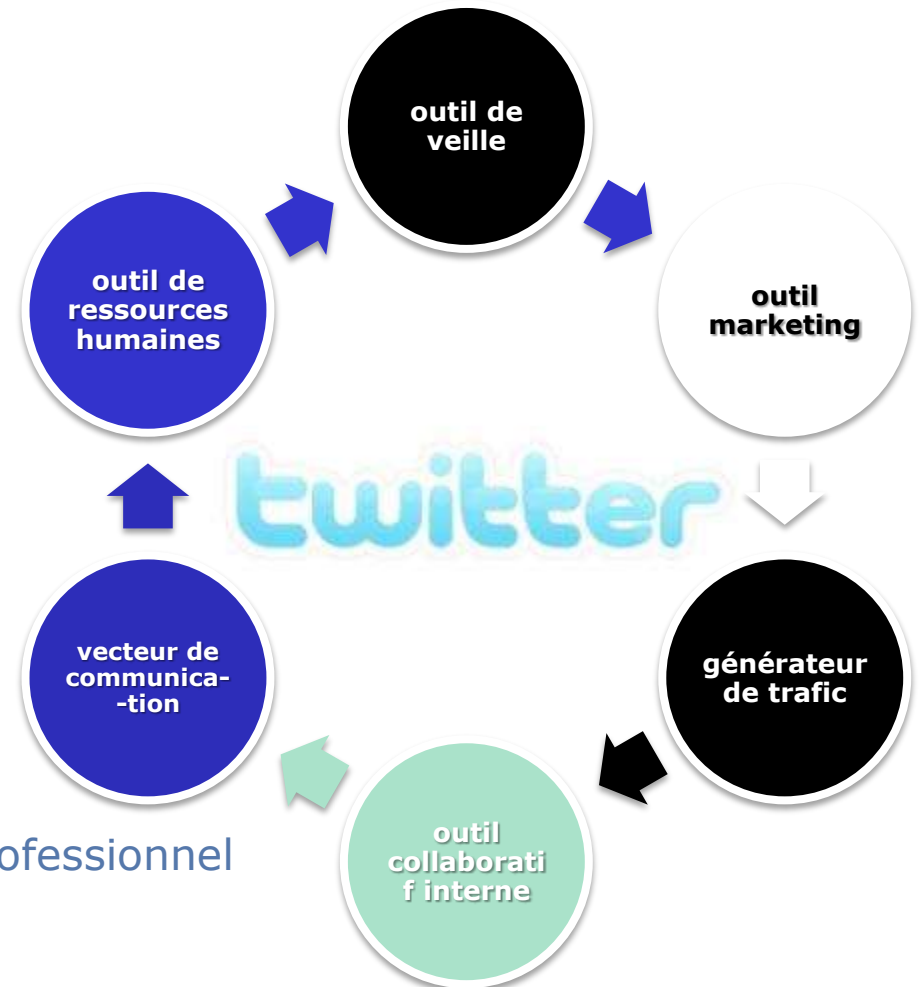 outil de
veille
outil
marketing
générateur
de trafic
outil
collaborati
f interne
vecteur de
communica-
-tion
outil de
ressources
humaines
twitter
ofessionnel